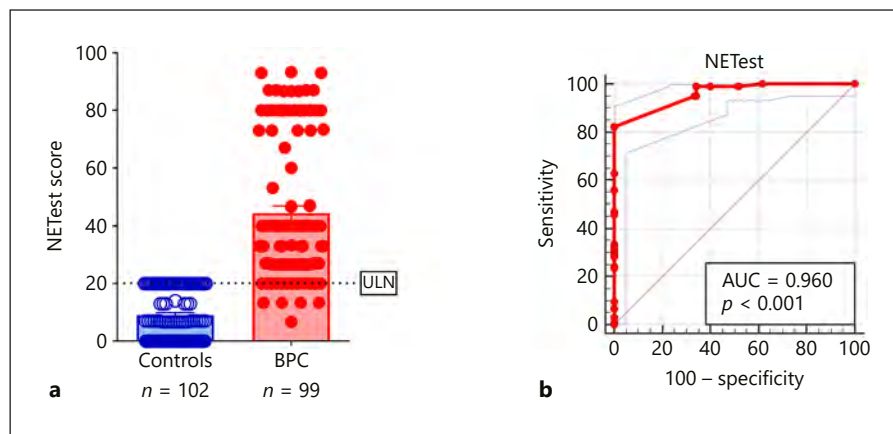 100
80
60
40
20
0
NETest score
ULN
Controls
BPC
n = 102
n = 99
a
NETest
100
80
60
40
20
0
Sensitivity
AUC = 0.960
p < 0.001
0 20 40 60 80 100
100 – specificity
b